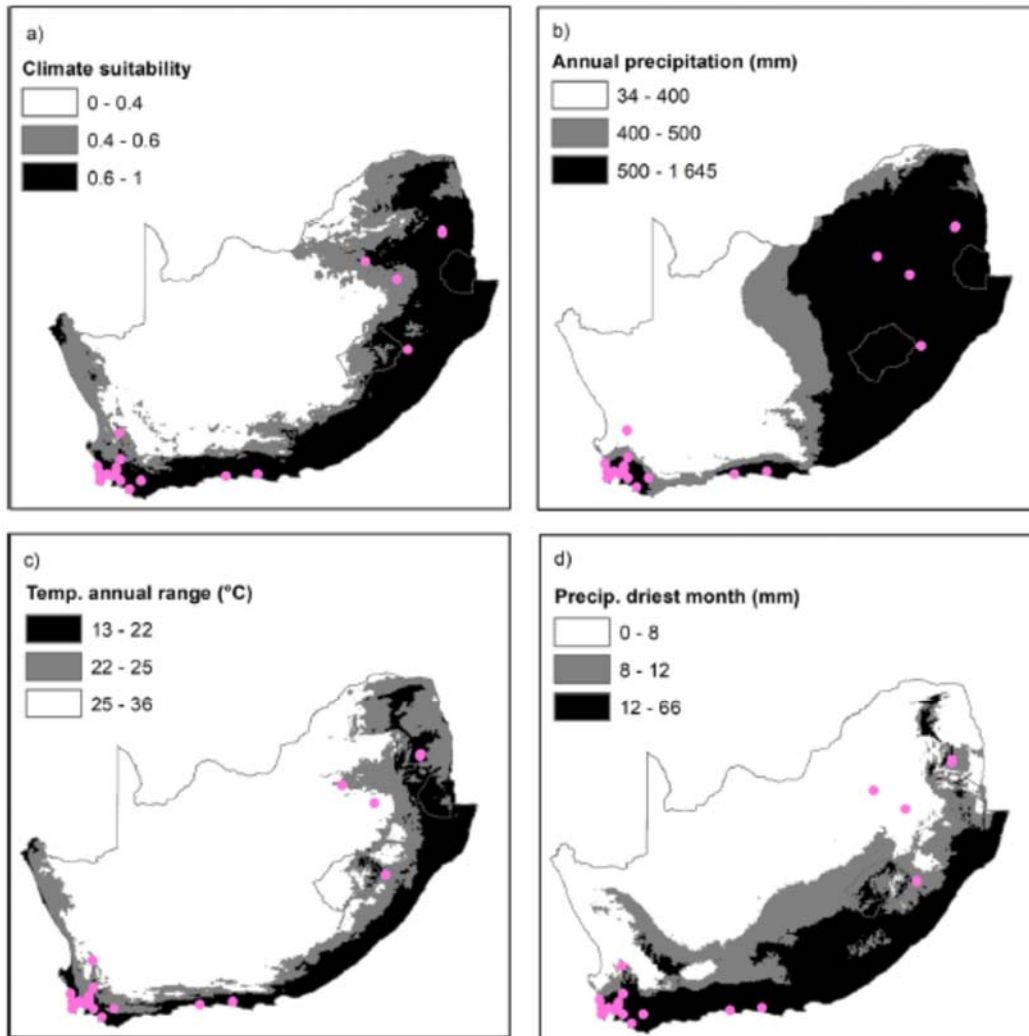 a)
Climate suitability
0 - 0.4
0.4 - 0.6
0.6 - 1
b)
Annual precipitation (mm)
34 - 400
400 - 500
500 - 1 645
c)
Temp. annual range (°C)
13 - 22
22 - 25
25 - 36
d)
Precip. driest month (mm)
0 - 8
8 - 12
12 - 66